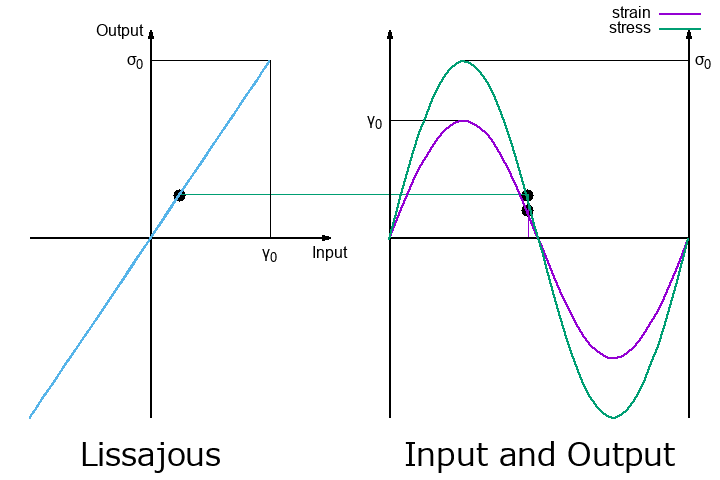 strain
stress
Output
σ0
σ0
γ0
γ0
Input
Lissajous
Input and Output